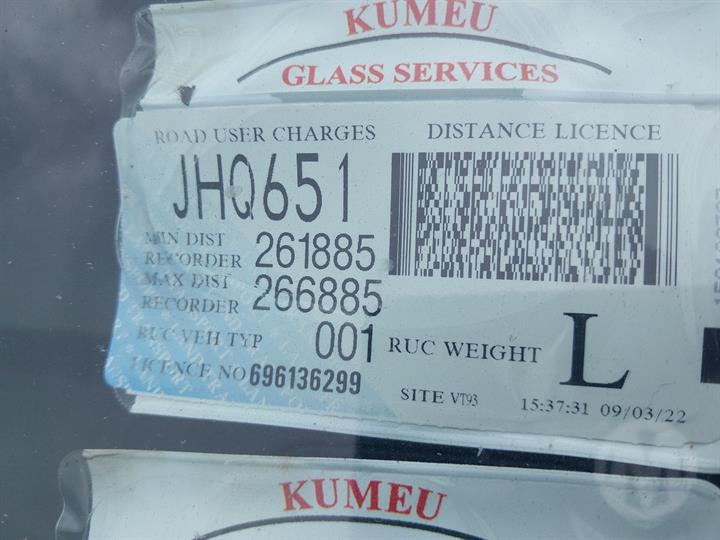 KUMEU
GLASS SERVICES
ROAD USER CHARGES DISTANCE LICENCE
JHQ651
MIN DIST
RECORDER 261885
MAX DIST
RECORDER 266885
RUC VEH TYP 001 RUC WEIGHT L
LICENCE NO 696136299
SITE VT93 15:37:31 09/03/22
KUMEU